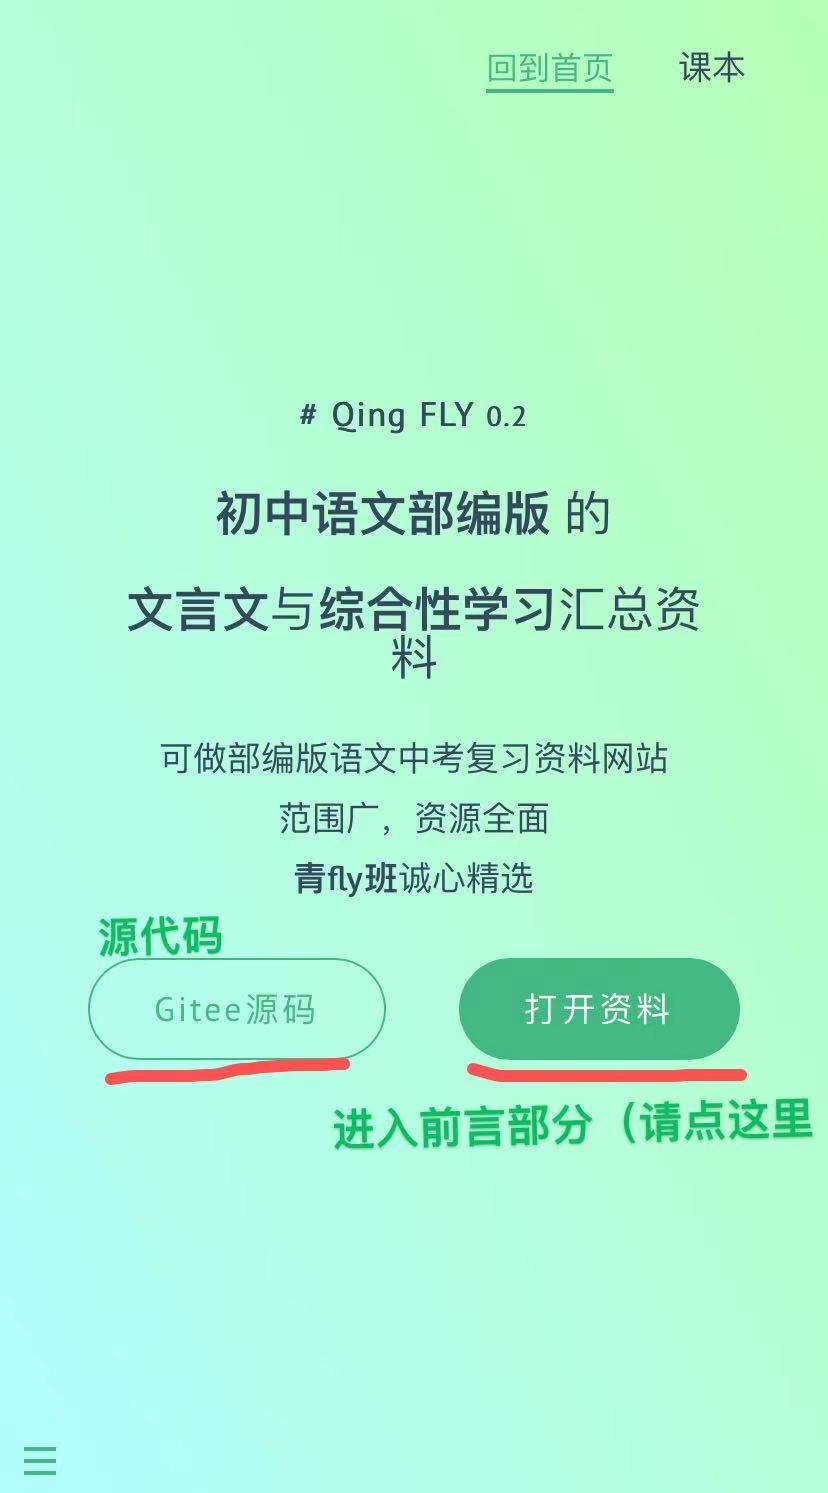 回到首页 课本
# Qing FLY 0.2
初中语文部编版 的
文言文与综合性学习汇总资
料
可做部编版语文中考复习资料网站
范围广，资源全面
青fly班诚心精选
源代码
Gitee源码 打开资料
进入前言部分（请点这里